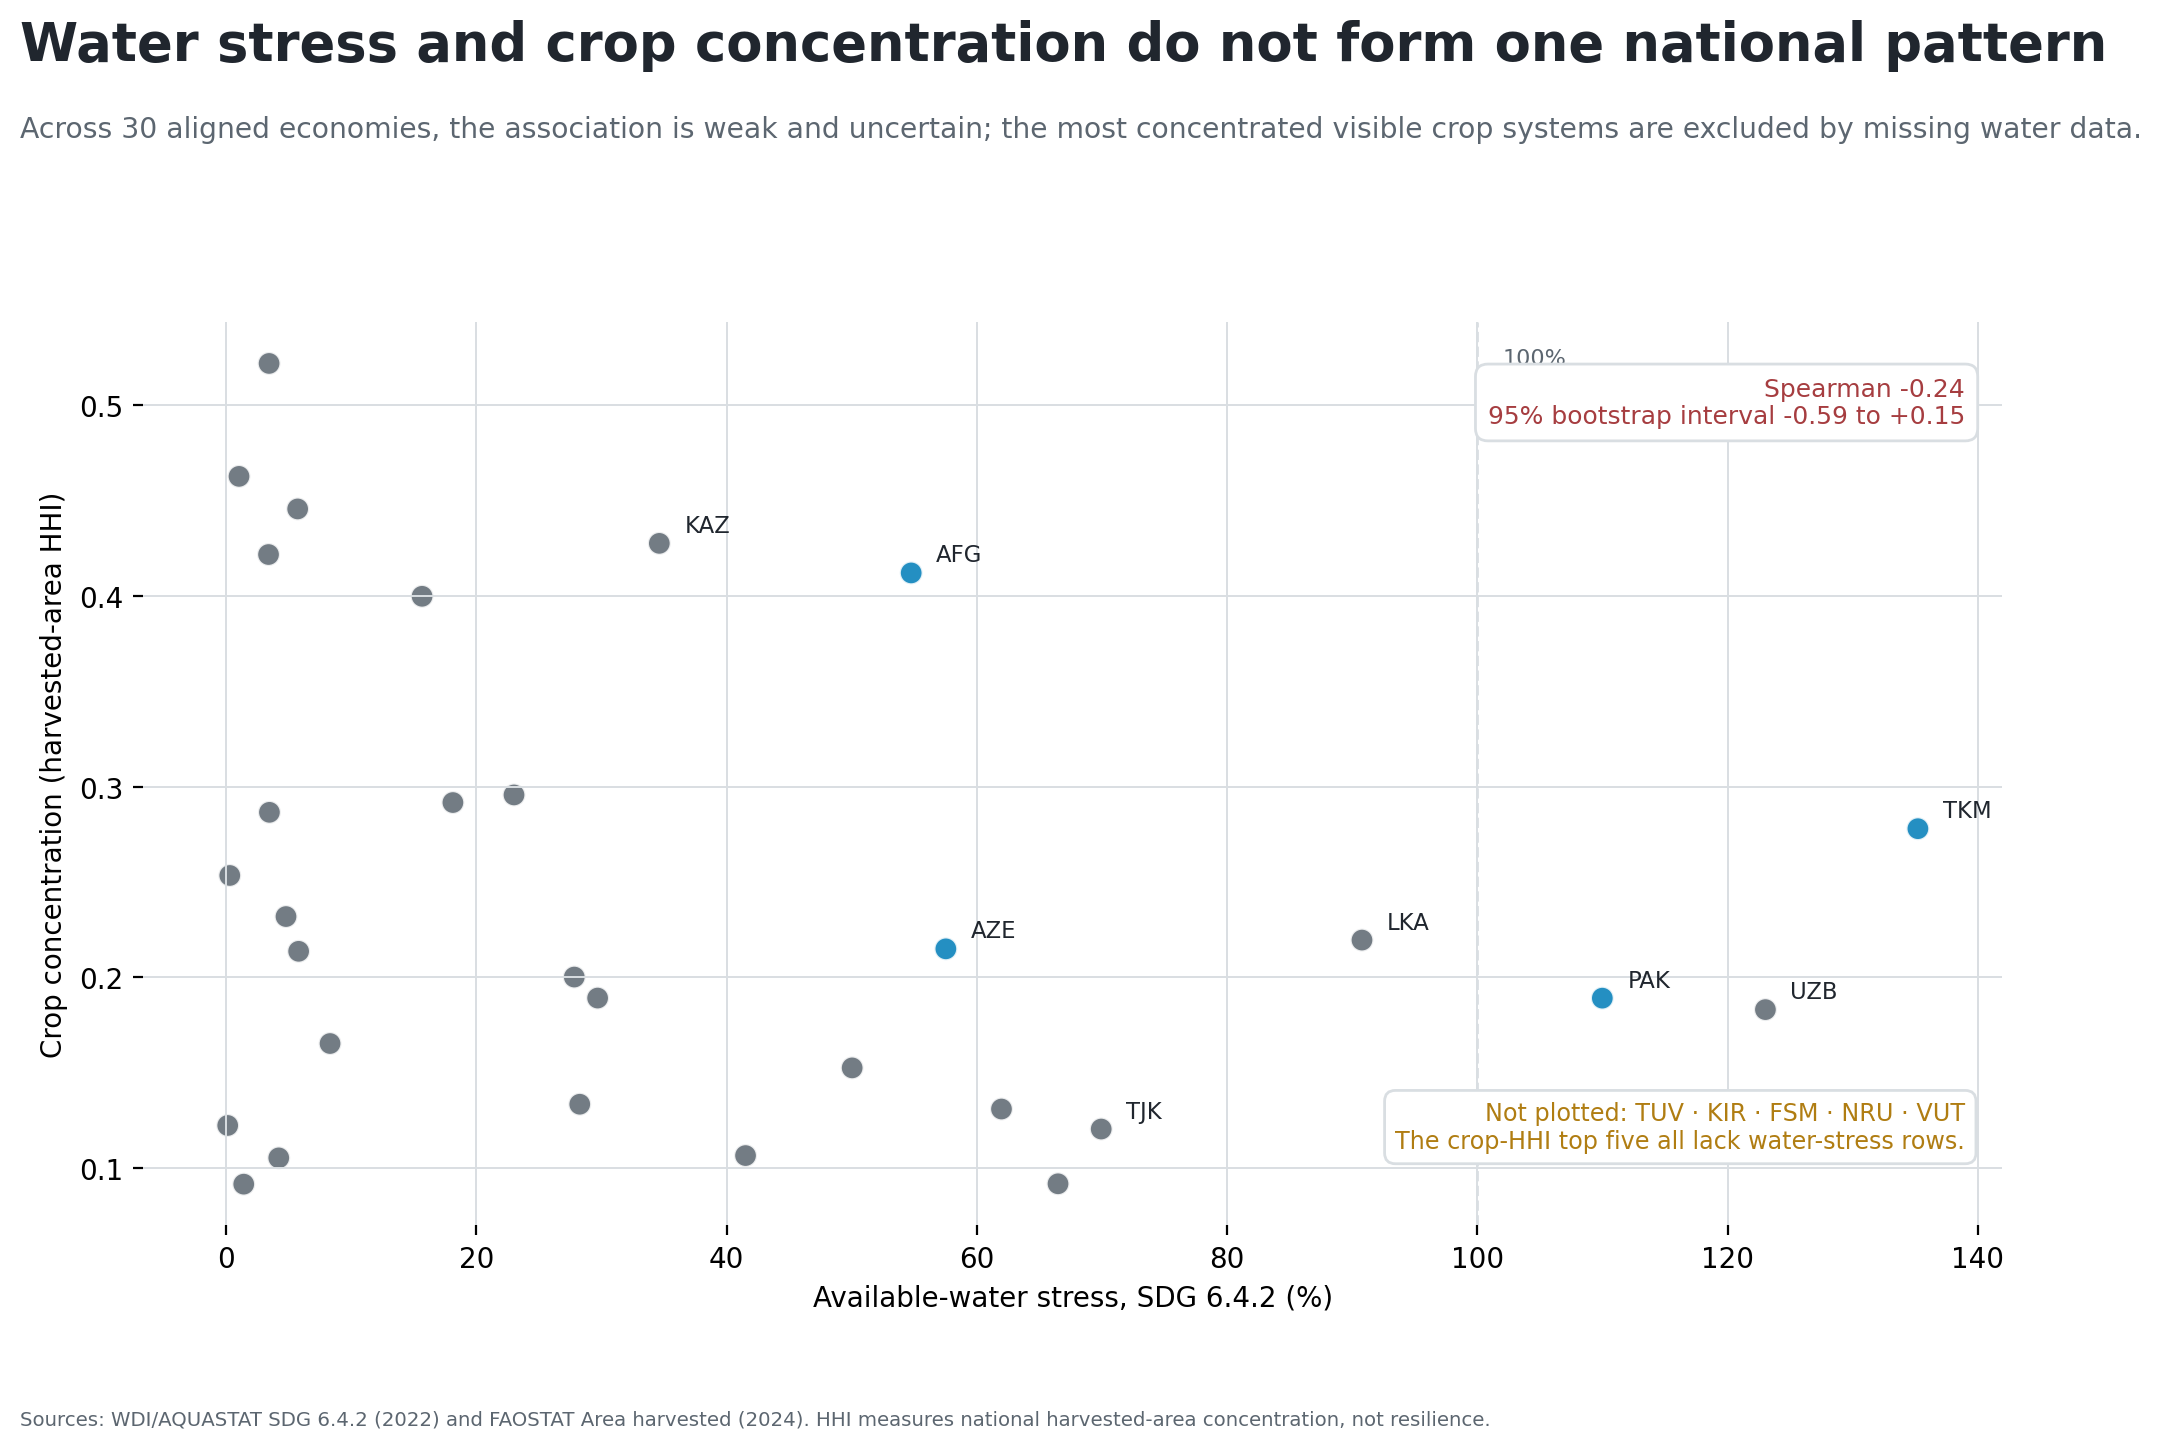 Water stress and crop concentration do not form one national pattern
Across 30 aligned economies, the association is weak and uncertain; the most concentrated visible crop systems are excluded by missing water data.
100%
Spearman -0.24
95% bootstrap interval -0.59 to +0.15
KAZ
AFG
TKM
AZE
LKA
PAK
UZB
TJK
Not plotted: TUV · KIR · FSM · NRU · VUT
The crop-HHI top five all lack water-stress rows.
Crop concentration (harvested-area HHI)
0.5
0.4
0.3
0.2
0.1
0 20 40 60 80 100 120 140
Available-water stress, SDG 6.4.2 (%)
Sources: WDI/AQUASTAT SDG 6.4.2 (2022) and FAOSTAT Area harvested (2024). HHI measures national harvested-area concentration, not resilience.